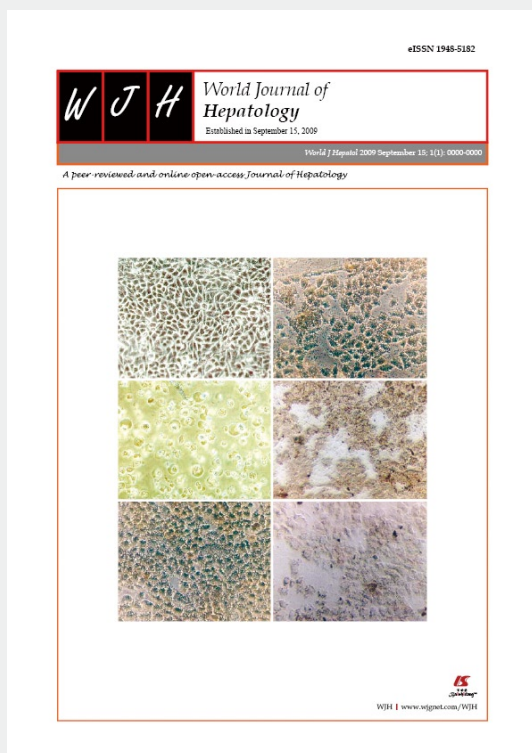 eISSN 1948-5182
W J H
World Journal of
Hepatology
Established in September 15, 2009
World J Hepatol 2009 September 15; 1(1): 0000-0000
A peer-reviewed and online open-access Journal of Hepatology
WJH | www.wjgnet.com/WJH